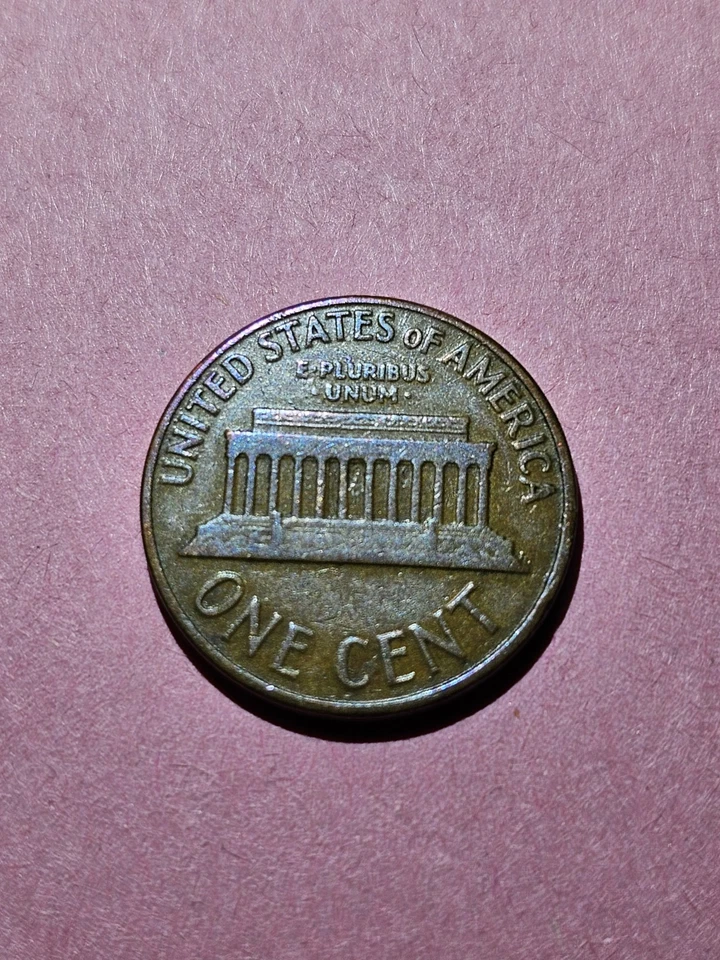 UNITED STATES OF AMERICA
E·PLURIBUS
·UNUM·
ONE CENT